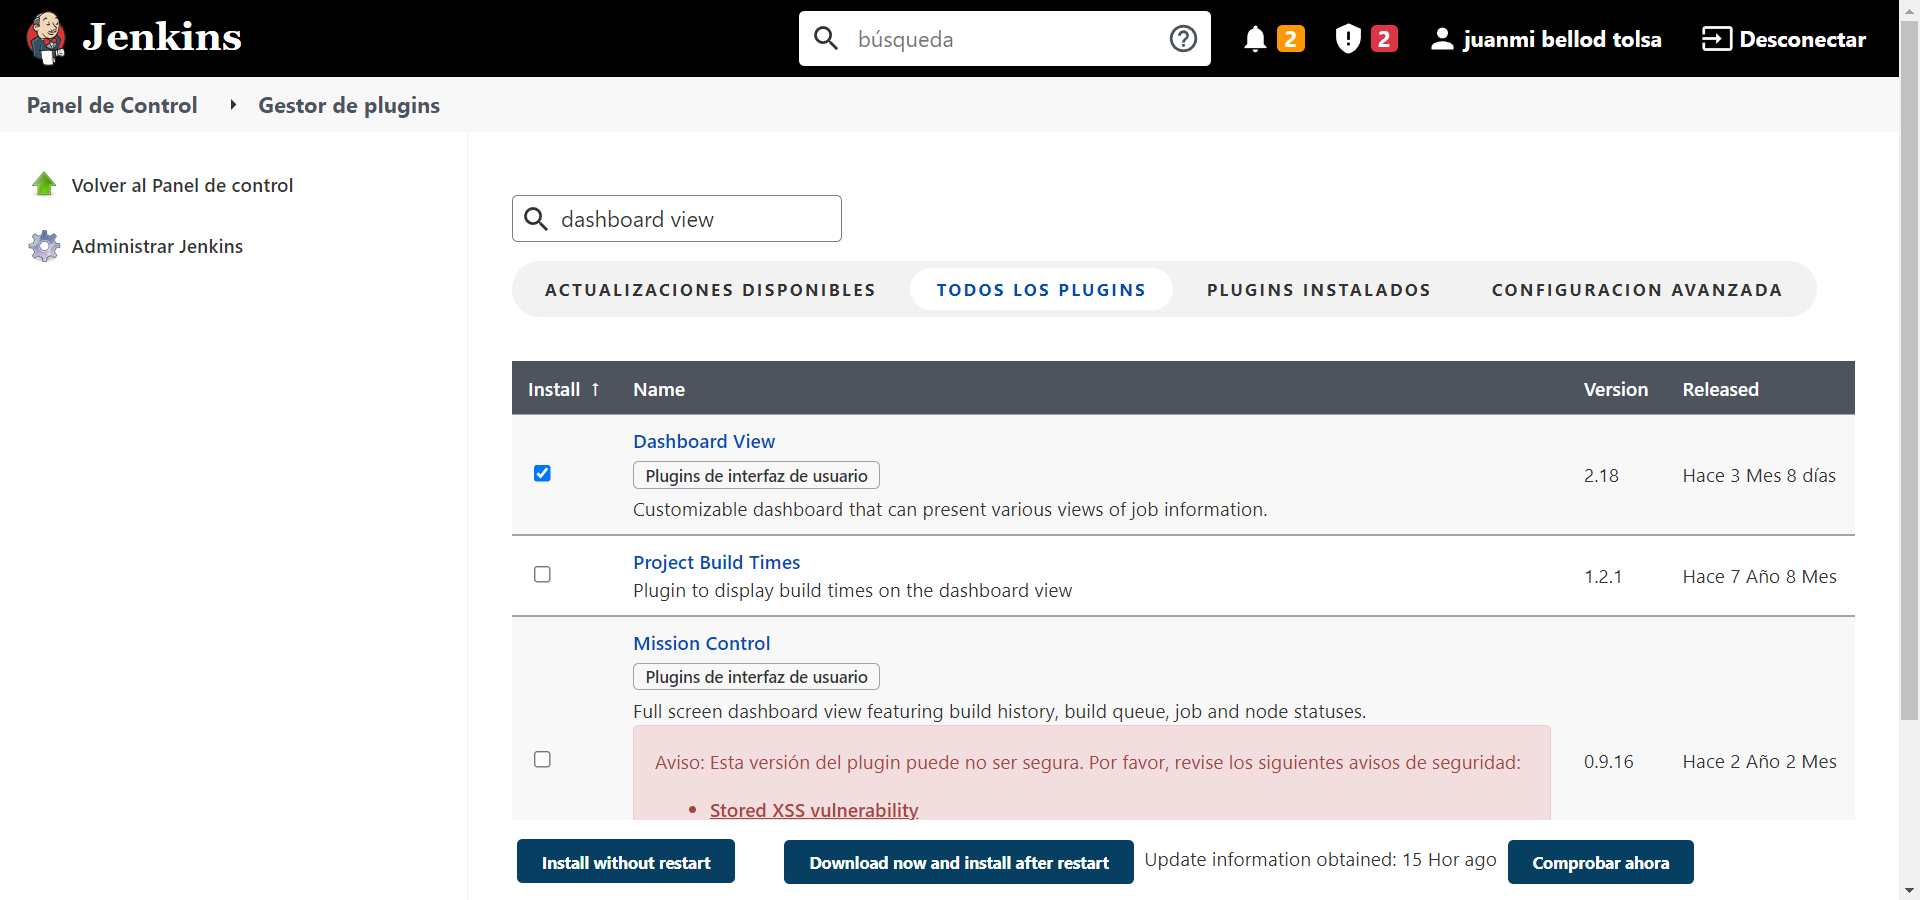 Jenkins
búsqueda
2
2
juanmi bellod tolsa
Desconectar
Panel de Control
Gestor de plugins
Volver al Panel de control
Administrar Jenkins
dashboard view
ACTUALIZACIONES DISPONIBLES
TODOS LOS PLUGINS
PLUGINS INSTALADOS
CONFIGURACION AVANZADA
Install ↑ Name Version Released
Dashboard View
Plugins de interfaz de usuario
Customizable dashboard that can present various views of job information.
2.18
Hace 3 Mes 8 días
Project Build Times
Plugin to display build times on the dashboard view
1.2.1
Hace 7 Año 8 Mes
Mission Control
Plugins de interfaz de usuario
Full screen dashboard view featuring build history, build queue, job and node statuses.
Aviso: Esta versión del plugin puede no ser segura. Por favor, revise los siguientes avisos de seguridad:
• Stored XSS vulnerability
0.9.16
Hace 2 Año 2 Mes
Install without restart
Download now and install after restart
Update information obtained: 15 Hor ago
Comprobar ahora